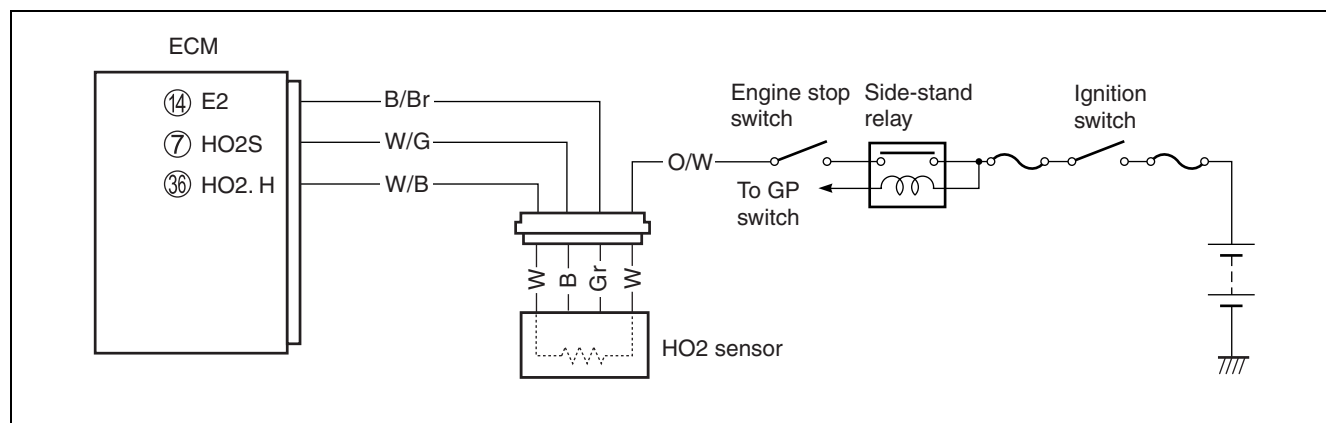 ECM
⑭ E2
⑦ HO2S
㊱ HO2. H
B/Br
W/G
W/B
O/W
Engine stop
switch
Side-stand
relay
Ignition
switch
To GP
switch
W
B
Gr
W
HO2 sensor